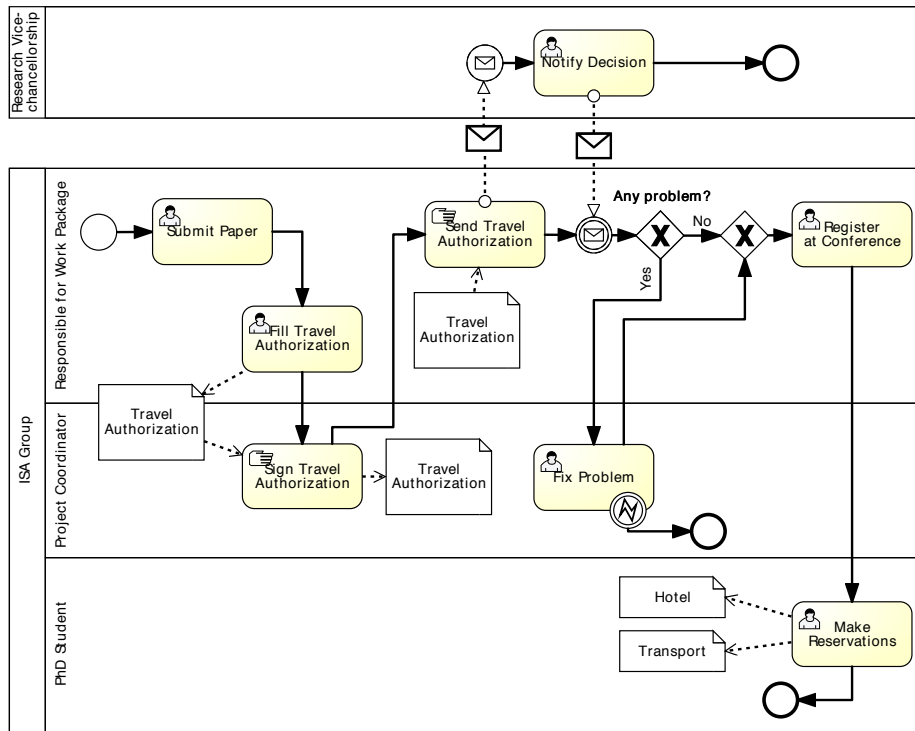 Research Vice-
chancellorship
Notify Decision
ISA Group
Responsible for Work Package
Submit Paper
Send Travel
Authorization
Any problem?
No
Yes
Register
at Conference
Travel
Authorization
Fill Travel
Authorization
Travel
Authorization
Project Coordinator
Sign Travel
Authorization
Travel
Authorization
Fix Problem
PhD Student
Hotel
Transport
Make
Reservations